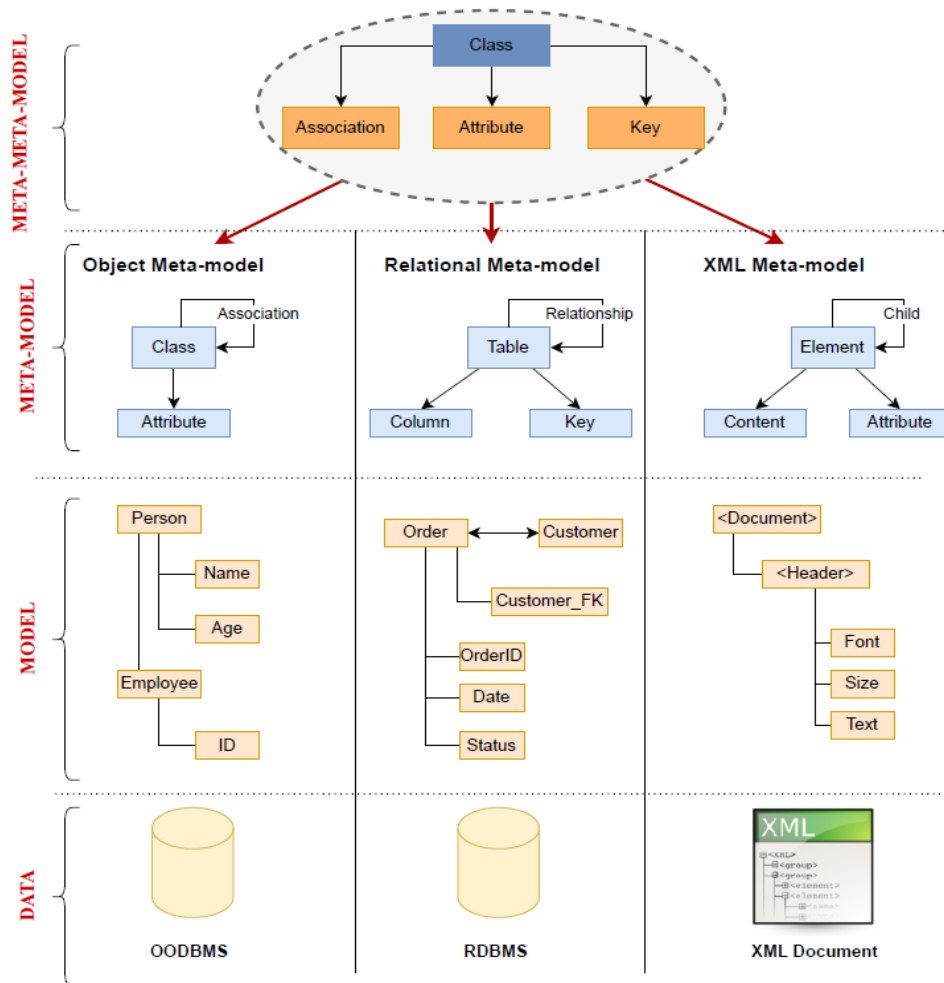 META-META-MODEL
Class
Association
Attribute
Key
META-MODEL
Object Meta-model
Association
Class
Attribute
Relational Meta-model
Relationship
Table
Column
Key
XML Meta-model
Child
Element
Content
Attribute
MODEL
Person
Name
Age
Employee
ID
Order
Customer
Customer_FK
OrderID
Date
Status
<Document>
<Header>
Font
Size
Text
DATA
OODBMS
RDBMS
XML
<XML>
<group>
<group>
<element>
<element>
<name>
XML Document